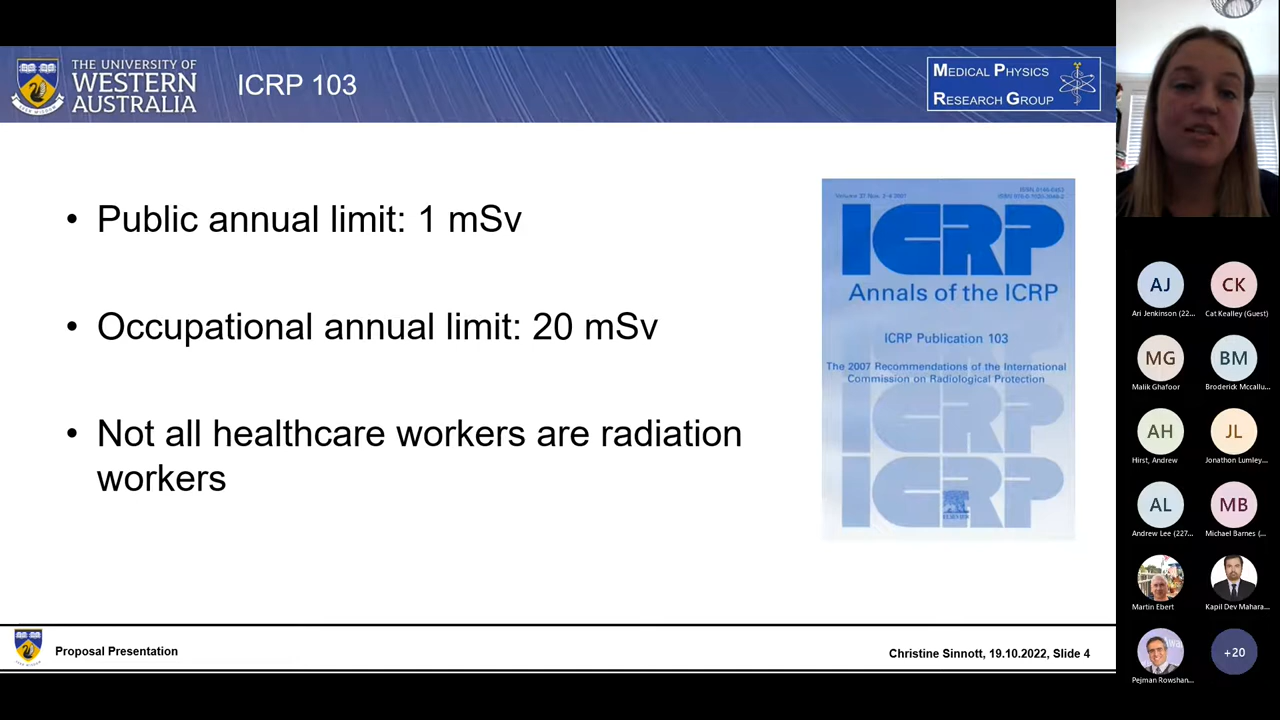 THE UNIVERSITY OF
WESTERN
AUSTRALIA
ICRP 103
MEDICAL PHYSICS
RESEARCH GROUP
• Public annual limit: 1 mSv
• Occupational annual limit: 20 mSv
• Not all healthcare workers are radiation
workers
ICRP
Annals of the ICRP
ICRP Publication 103
The 2007 Recommendations of the International
Commission on Radiological Protection
ICRP
ICRP
Proposal Presentation
Christine Sinnott, 19.10.2022, Slide 4
AJ
CK
Ari Jenkinson (22...
Cat Kealley (Guest)
MG
BM
Malik Ghafoor
Broderick Mccallu...
AH
JL
Hirst, Andrew
Jonathon Lumley...
AL
MB
Andrew Lee (227...
Michael Barnes (...
Martin Ebert
Kapil Dev Mahara...
Pejman Rowshan...
+20